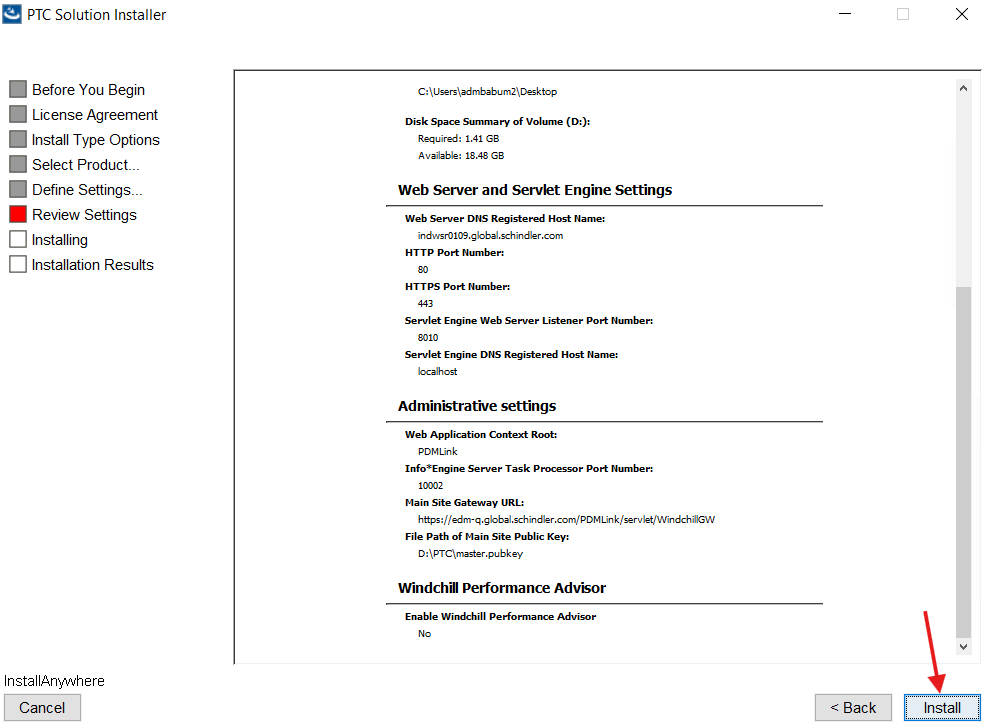 PTC Solution Installer
Before You Begin
License Agreement
Install Type Options
Select Product...
Define Settings...
Review Settings
Installing
Installation Results
C:\Users\admbabum2\Desktop
Disk Space Summary of Volume (D:):
Required: 1.41 GB
Available: 18.48 GB
Web Server and Servlet Engine Settings
Web Server DNS Registered Host Name:
indwsr0109.global.schindler.com
HTTP Port Number:
80
HTTPS Port Number:
443
Servlet Engine Web Server Listener Port Number:
8010
Servlet Engine DNS Registered Host Name:
localhost
Administrative settings
Web Application Context Root:
PDMLink
Info*Engine Server Task Processor Port Number:
10002
Main Site Gateway URL:
https://edm-q.global.schindler.com/PDMLink/servlet/WindchillGW
File Path of Main Site Public Key:
D:\PTC\master.pubkey
Windchill Performance Advisor
Enable Windchill Performance Advisor
No
InstallAnywhere
Cancel
< Back
Install